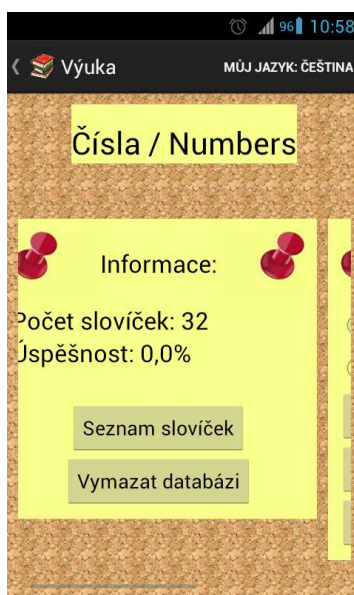 96 10:58
Výuka
MŮJ JAZYK: ČEŠTINA
Čísla / Numbers
Informace:
Počet slovíček: 32
Úspěšnost: 0,0%
Seznam slovíček
Vymazat databázi